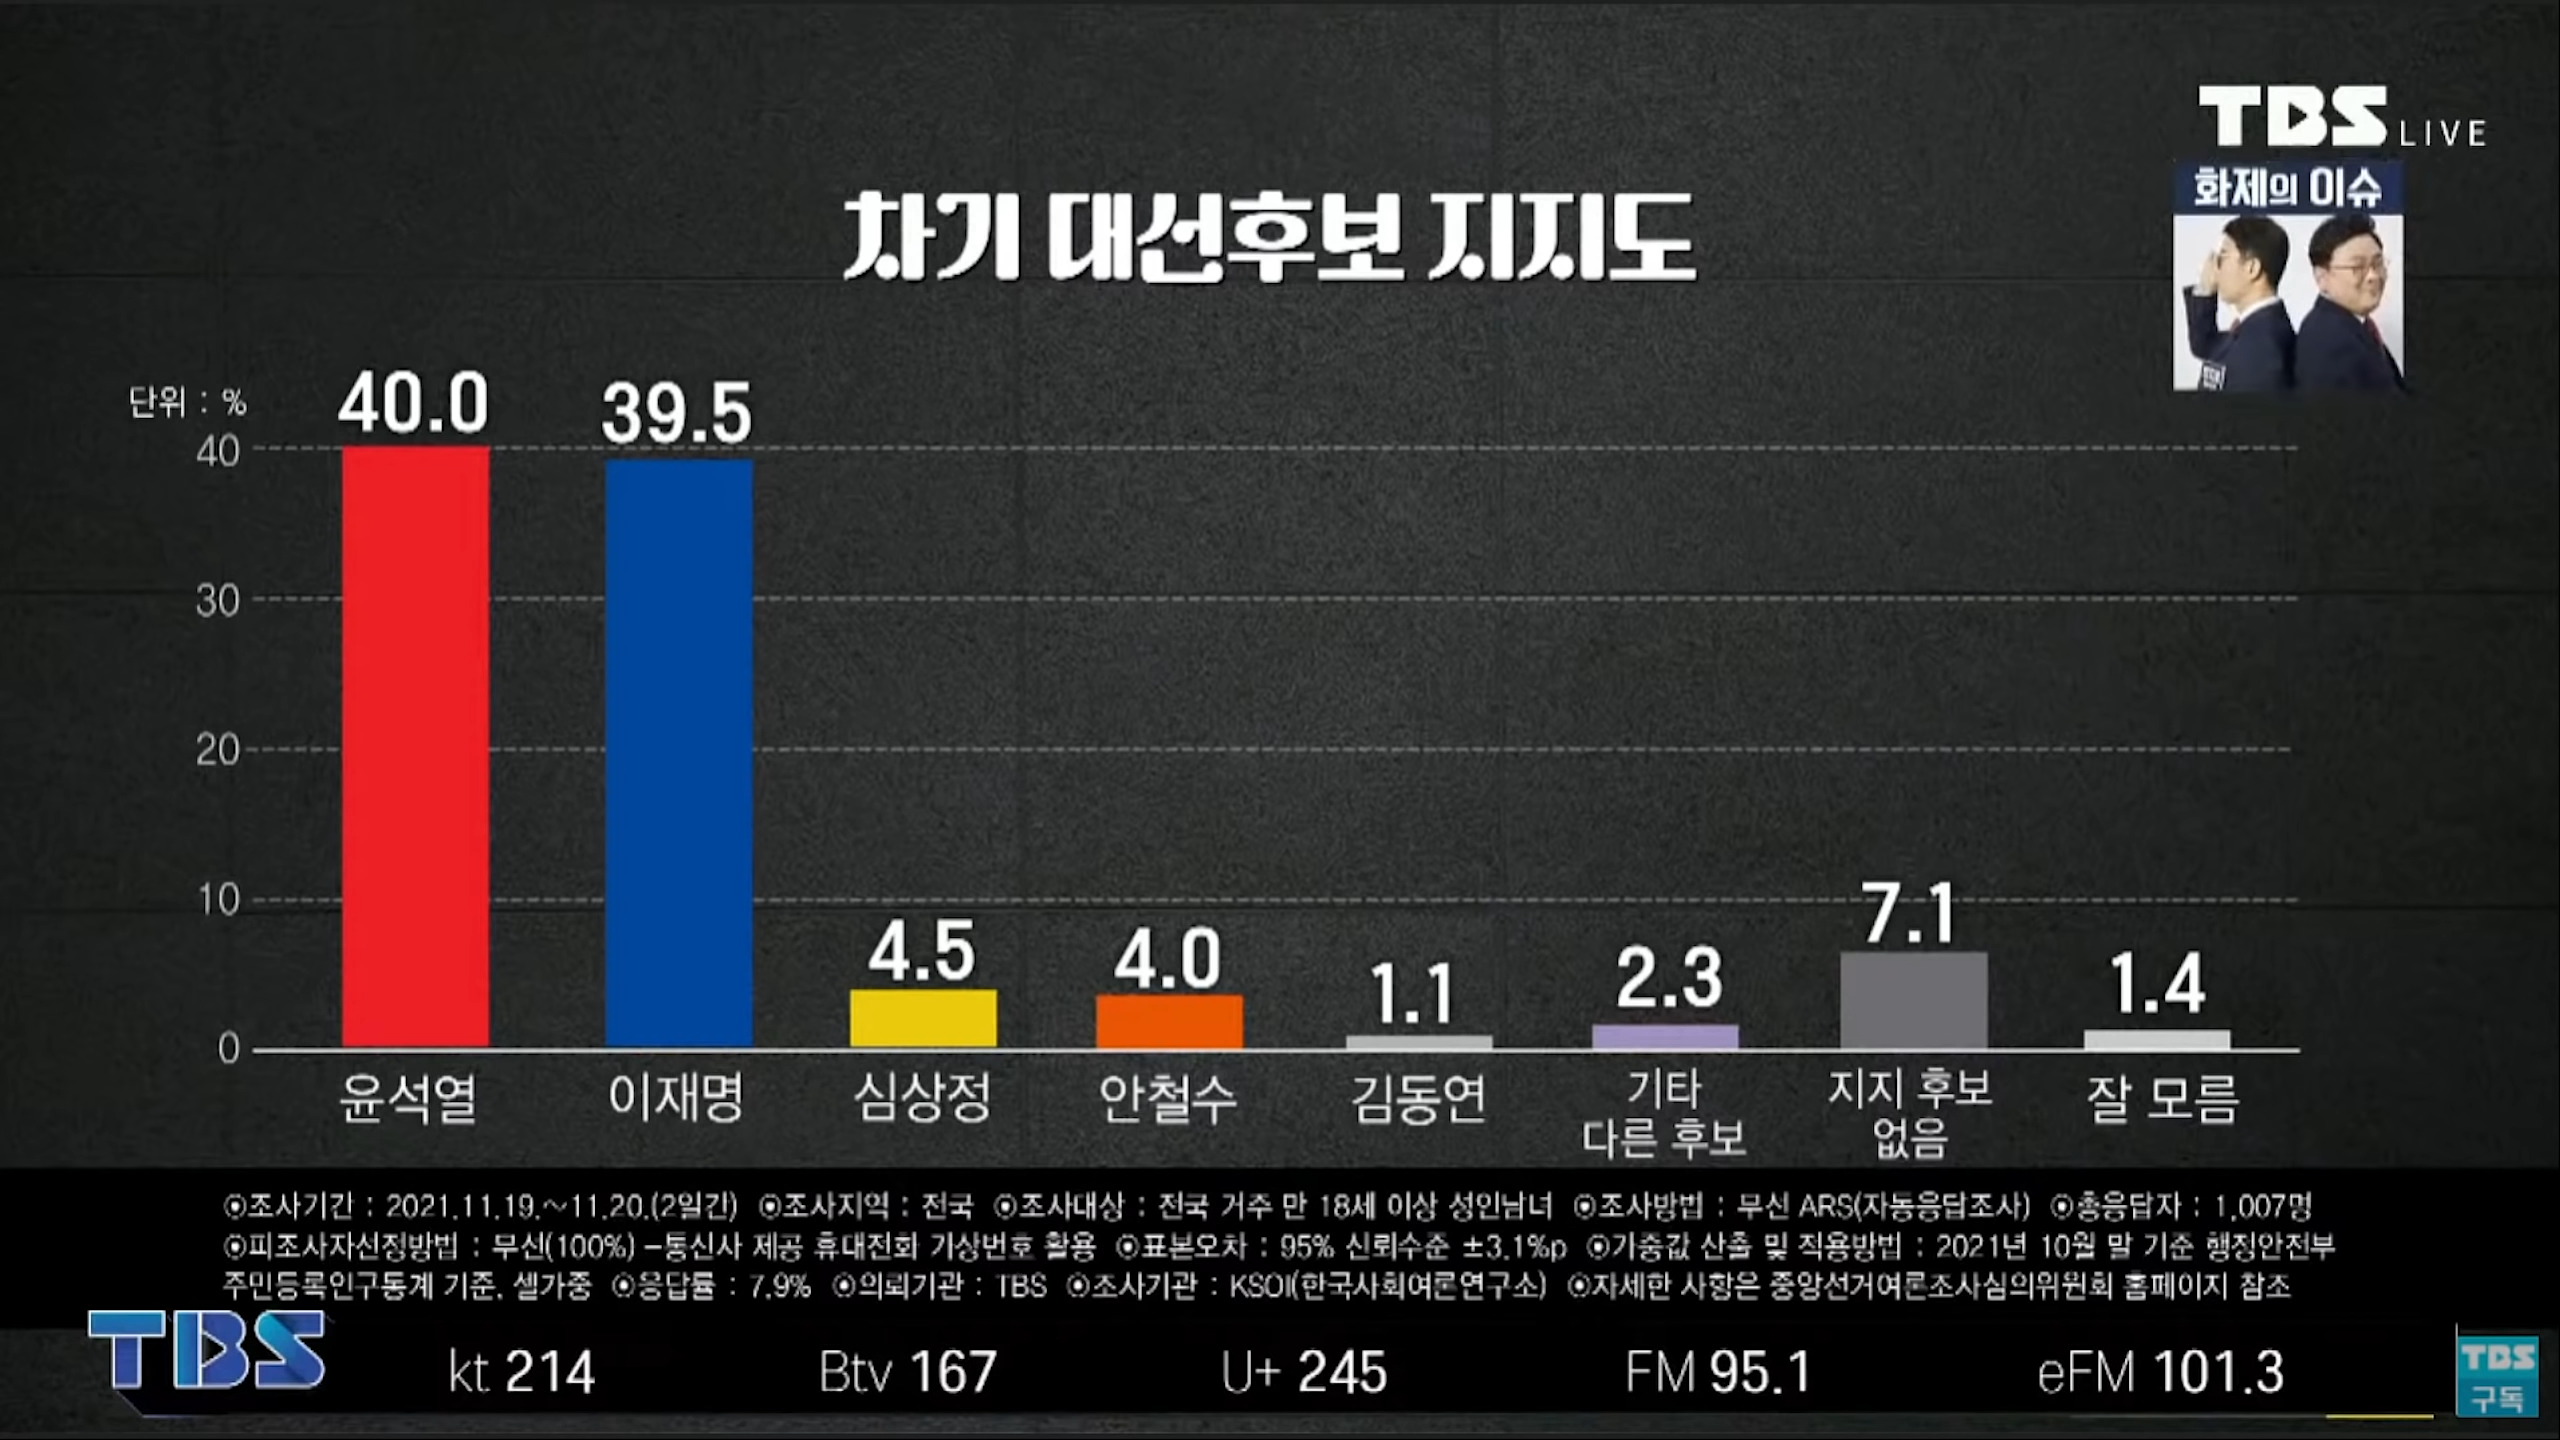 TBS LIVE
화제의 이슈
차기 대선후보 지지도
단위 : %
40.0
39.5
4.5
4.0
1.1
2.3
7.1
1.4
40
30
20
10
0
윤석열
이재명
심상정
안철수
김동연
기타
다른 후보
지지 후보
없음
잘 모름
⊙조사기간 : 2021.11.19.~11.20.(2일간) ⊙조사지역 : 전국 ⊙조사대상 : 전국 거주 만 18세 이상 성인남녀 ⊙조사방법 : 무선 ARS(자동응답조사) ⊙총응답자 : 1,007명
⊙피조사자선정방법 : 무선(100%) –통신사 제공 휴대전화 가상번호 활용 ⊙표본오차 : 95% 신뢰수준 ±3.1%p ⊙가중값 산출 및 적용방법 : 2021년 10월 말 기준 행정안전부
주민등록인구통계 기준, 셀가중 ⊙응답률 : 7.9% ⊙의뢰기관 : TBS ⊙조사기관 : KSOI(한국사회여론연구소) ⊙자세한 사항은 중앙선거여론조사심의위원회 홈페이지 참조
TBS
kt 214
Btv 167
U+ 245
FM 95.1
eFM 101.3
TBS
구독